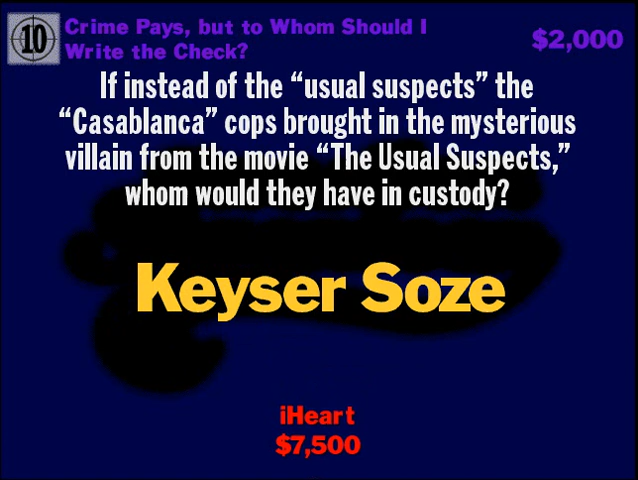 10
Crime Pays, but to Whom Should I
Write the Check?
$2,000
If instead of the “usual suspects” the
“Casablanca” cops brought in the mysterious
villain from the movie “The Usual Suspects,”
whom would they have in custody?
Keyser Soze
iHeart
$7,500